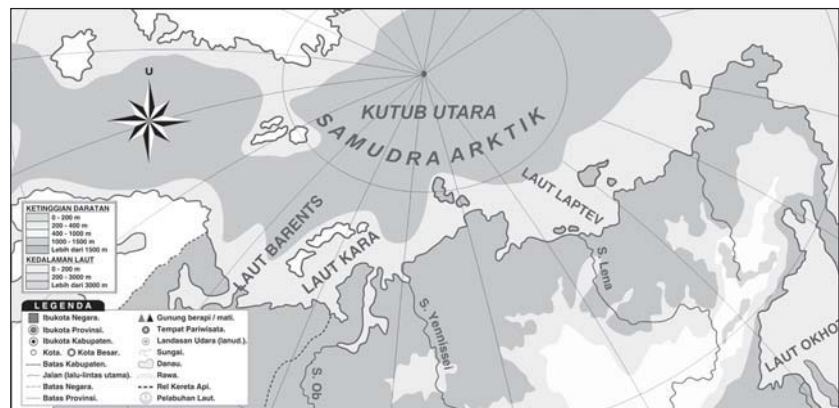 U
KUTUB UTARA
SAMUDRA ARKTIK
LAUT LAPTEV
LAUT BARENTS
LAUT KARA
S. Lena
S. Yennissei
S. Ob
LAUT OKHO
KETINGGIAN DARATAN
0 - 200 m
200 - 400 m
400 - 1000 m
1000 - 1500 m
Lebih dari 1500 m
KEDALAMAN LAUT
0 - 200 m
200 - 3000 m
Lebih dari 3000 m
LEGENDA
Ibukota Negara.
Ibukota Provinsi.
Ibukota Kabupaten.
Kota. Kota Besar.
Batas Kabupaten.
Jalan (lalu-lintas utama).
Batas Negara.
Batas Provinsi.
Gunung berapi / mati.
Tempat Pariwisata.
Landasan Udara (lanud.).
Sungai.
Danau.
Rawa.
Rel Kereta Api.
Pelabuhan Laut.